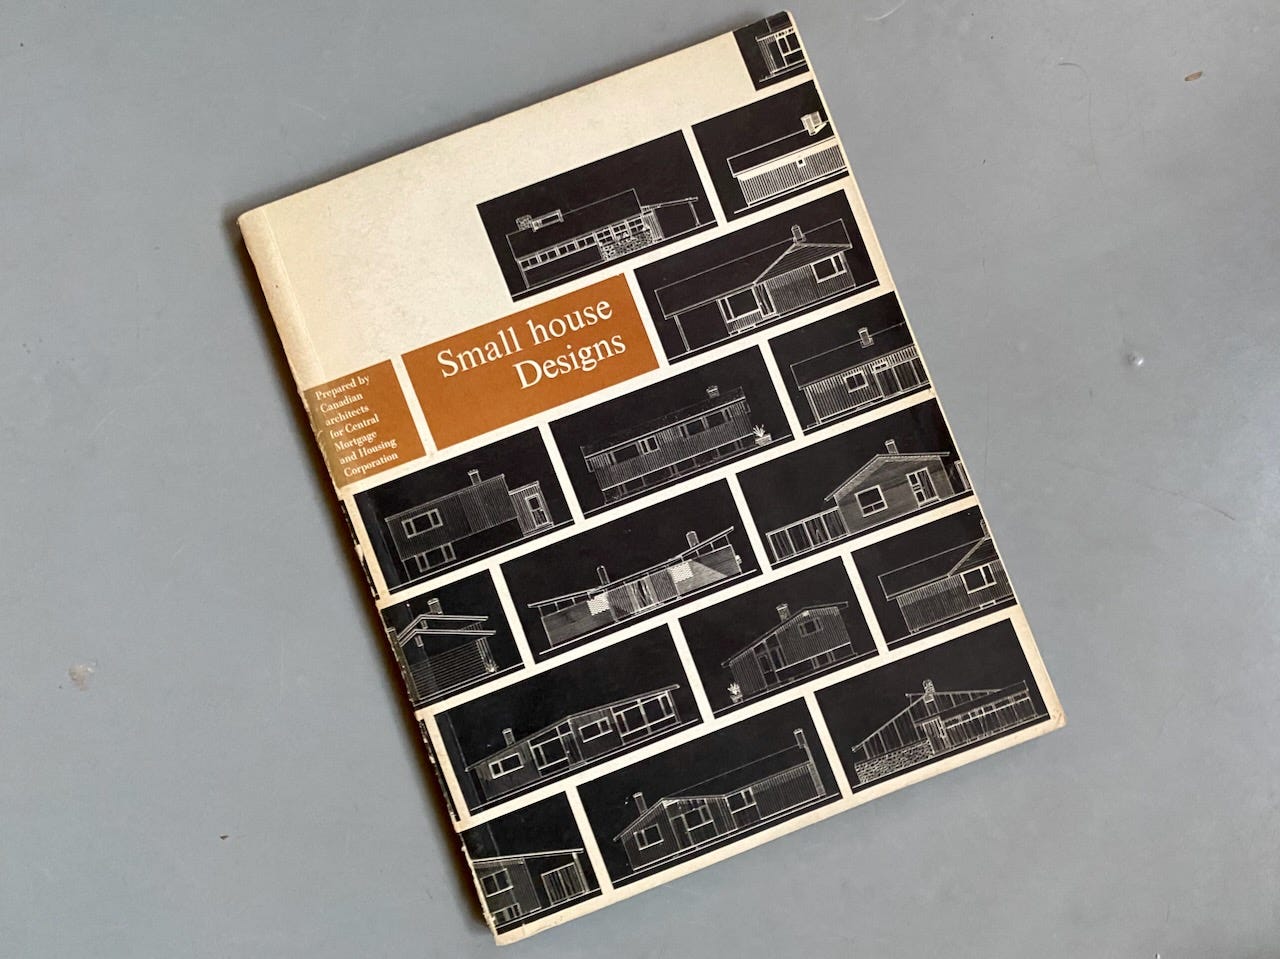 Small house
Designs
Prepared by
Canadian
architects
for Central
Mortgage
and Housing
Corporation